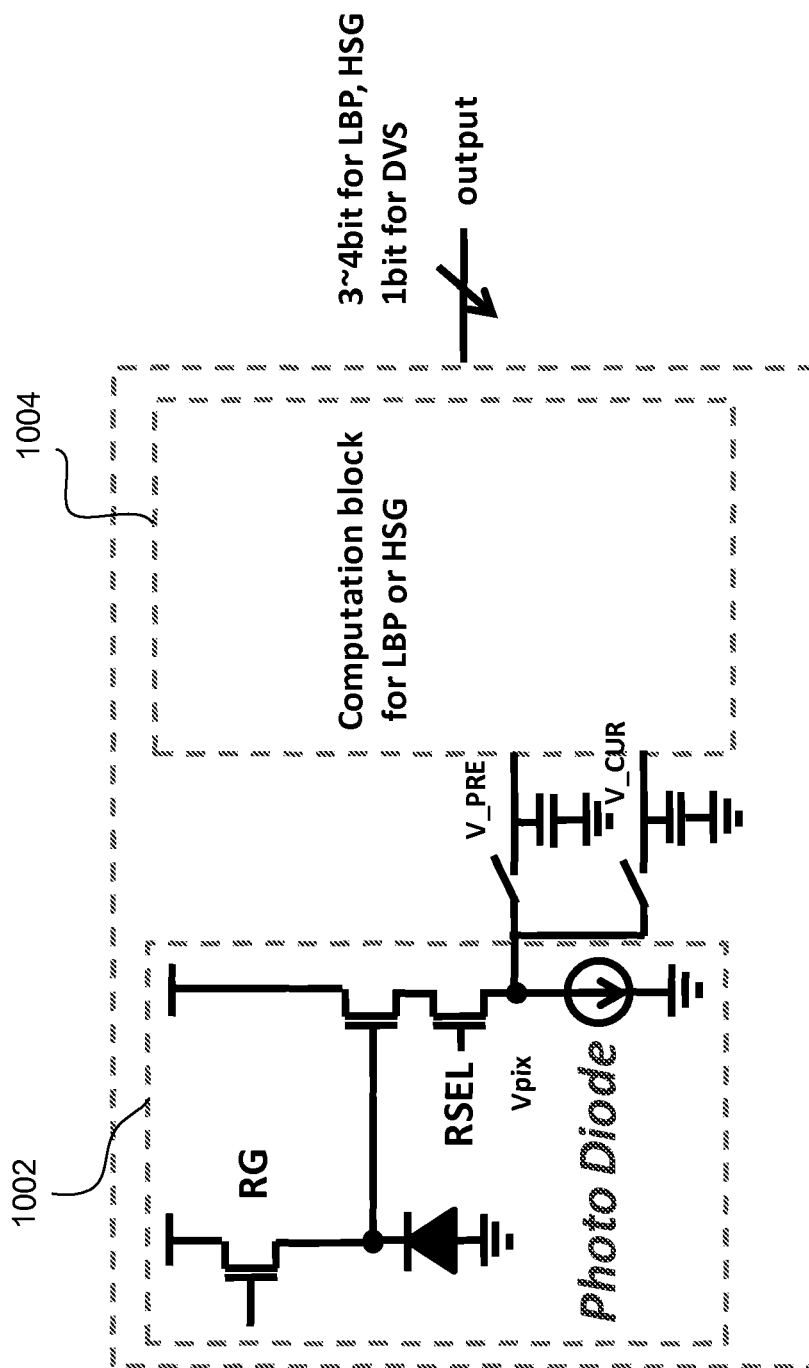 1002
1004
RG
RSEL
Vpix
Photo Diode
V_PRE
V_CUR
Computation block
for LBP or HSG
3~4bit for LBP, HSG
1bit for DVS
output